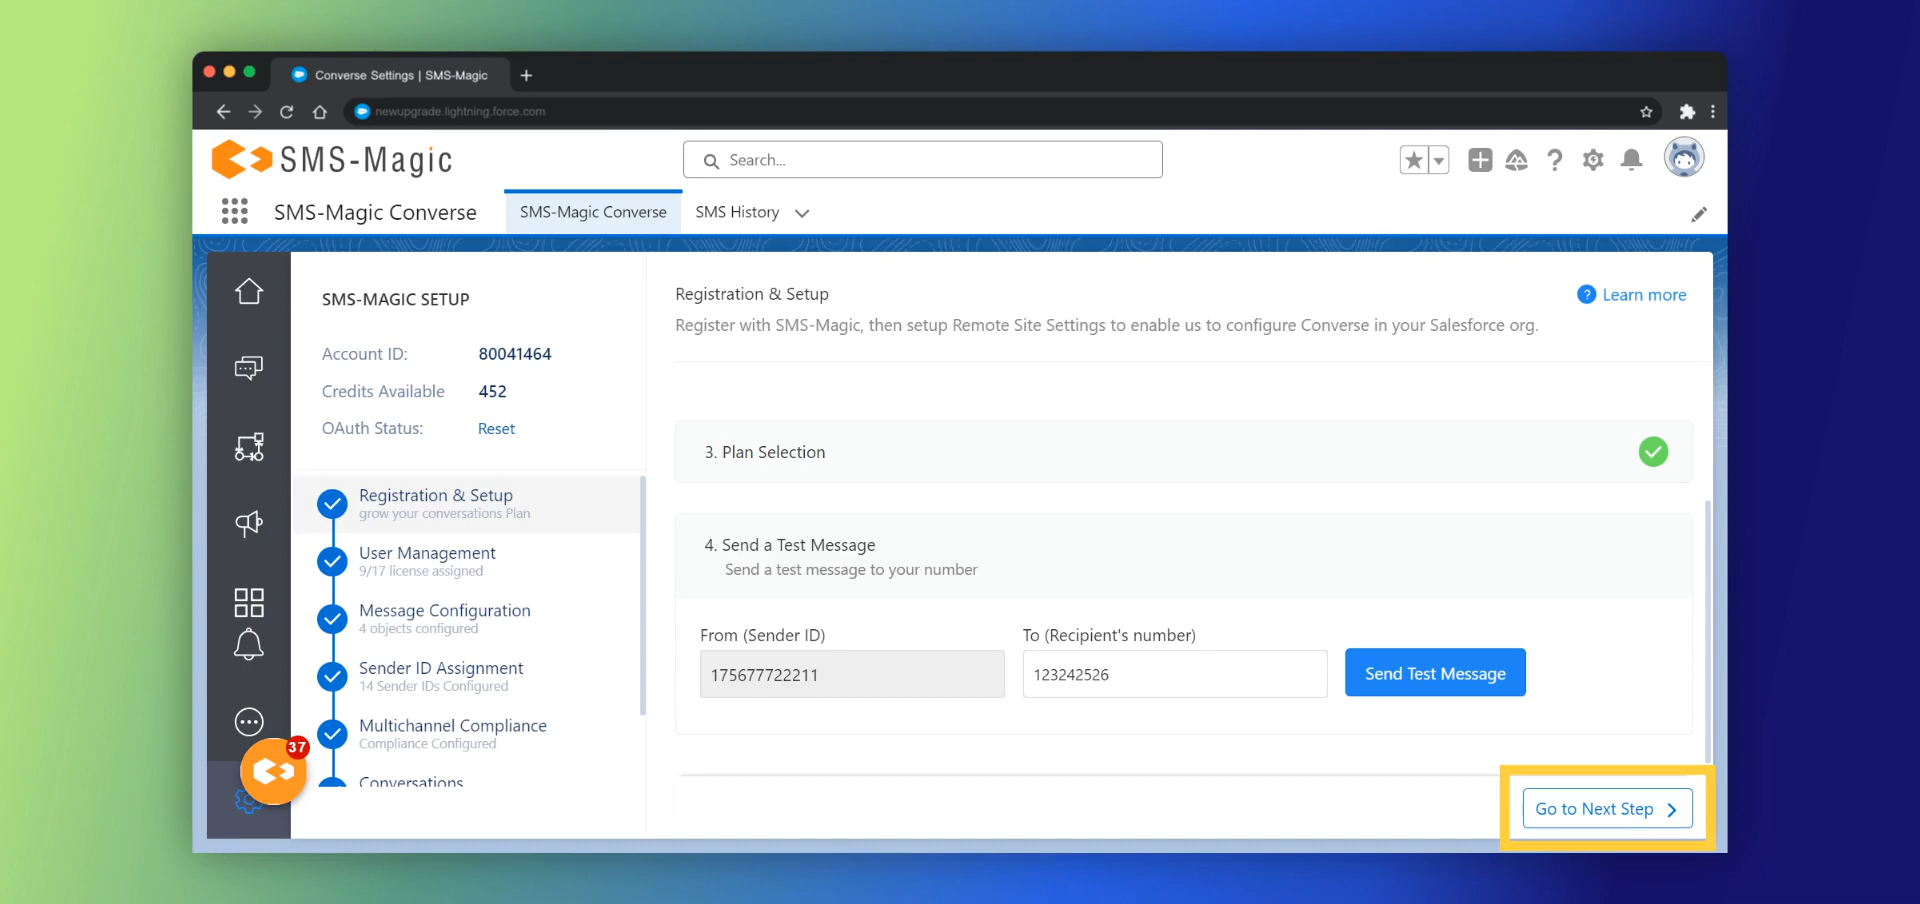 Converse Settings | SMS-Magic
newupgrade.lightning.force.com
SMS-Magic
Search...
SMS-Magic Converse
SMS-Magic Converse
SMS History
SMS-MAGIC SETUP
Account ID: 80041464
Credits Available 452
OAuth Status: Reset
Registration & Setup
grow your conversations Plan
User Management
9/17 license assigned
Message Configuration
4 objects configured
Sender ID Assignment
14 Sender IDs Configured
Multichannel Compliance
Compliance Configured
Conversations
37
Registration & Setup
Learn more
Register with SMS-Magic, then setup Remote Site Settings to enable us to configure Converse in your Salesforce org.
3. Plan Selection
4. Send a Test Message
Send a test message to your number
From (Sender ID)
175677722211
To (Recipient's number)
123242526
Send Test Message
Go to Next Step